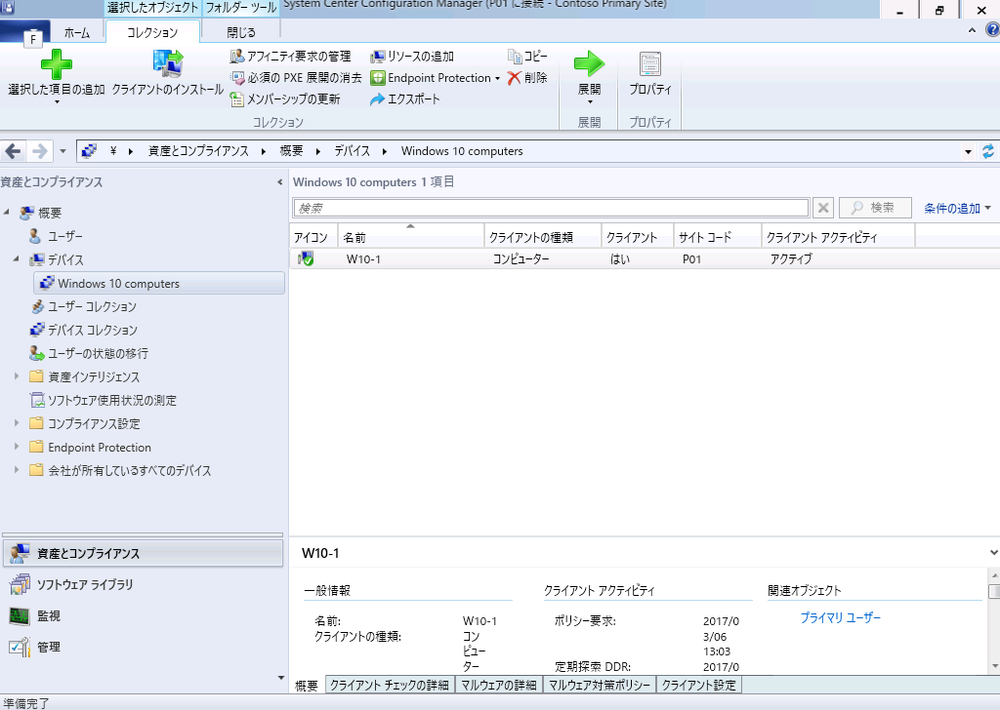 選択したオブジェクト フォルダー ツール System Center Configuration Manager (P01 に接続 - Contoso Primary Site)
F ホーム コレクション 閉じる
選択した項目の追加
クライアントのインストール
アフィニティ要求の管理
必須の PXE 展開の消去
メンバーシップの更新
リソースの追加
Endpoint Protection
エクスポート
コピー
削除
コレクション
展開
展開
プロパティ
プロパティ
¥ 資産とコンプライアンス 概要 デバイス Windows 10 computers
資産とコンプライアンス
概要
ユーザー
デバイス
Windows 10 computers
ユーザー コレクション
デバイス コレクション
ユーザーの状態の移行
資産インテリジェンス
ソフトウェア使用状況の測定
コンプライアンス設定
Endpoint Protection
会社が所有しているすべてのデバイス
資産とコンプライアンス
ソフトウェア ライブラリ
監視
管理
Windows 10 computers 1 項目
検索 検索 条件の追加
アイコン 名前 クライアントの種類 クライアント サイト コード クライアント アクティビティ
W10-1 コンピューター はい P01 アクティブ
W10-1
一般情報
名前: W10-1
クライアントの種類: コン
ピュー
ター
クライアント アクティビティ
ポリシー要求: 2017/0
3/06
13:03
定期探索 DDR: 2017/0
関連オブジェクト
プライマリ ユーザー
概要 クライアント チェックの詳細 マルウェアの詳細 マルウェア対策ポリシー クライアント設定
準備完了